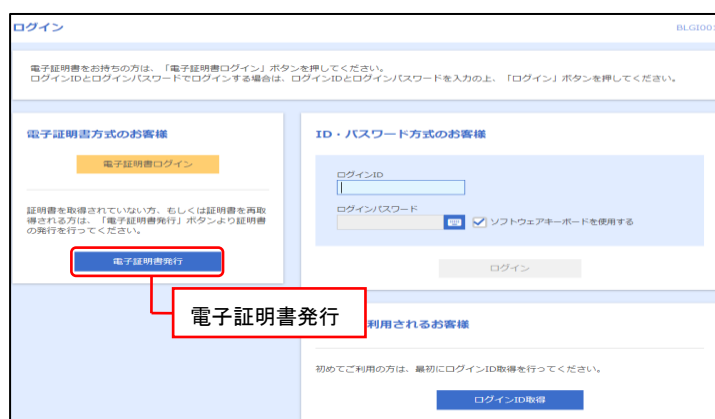 ログイン
BLGI001
電子証明書をお持ちの方は、「電子証明書ログイン」ボタンを押してください。
ログインIDとログインパスワードでログインする場合は、ログインIDとログインパスワードを入力の上、「ログイン」ボタンを押してください。
電子証明書方式のお客様
電子証明書ログイン
証明書を取得されていない方、もしくは証明書を再取
得される方は、「電子証明書発行」ボタンより証明書
の発行を行ってください。
電子証明書発行
電子証明書発行
ID・パスワード方式のお客様
ログインID
ログインパスワード
ソフトウェアキーボードを使用する
ログイン
利用されるお客様
初めてご利用の方は、最初にログインID取得を行ってください。
ログインID取得